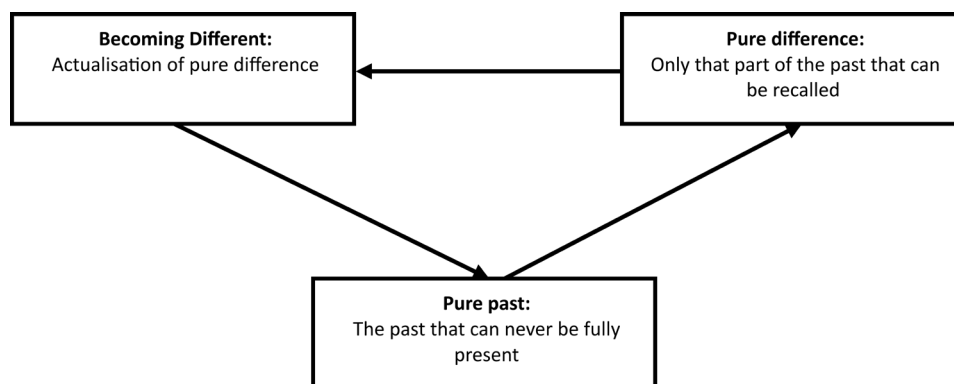 Becoming Different:
Actualisation of pure difference
Pure difference:
Only that part of the past that can
be recalled
Pure past:
The past that can never be fully
present